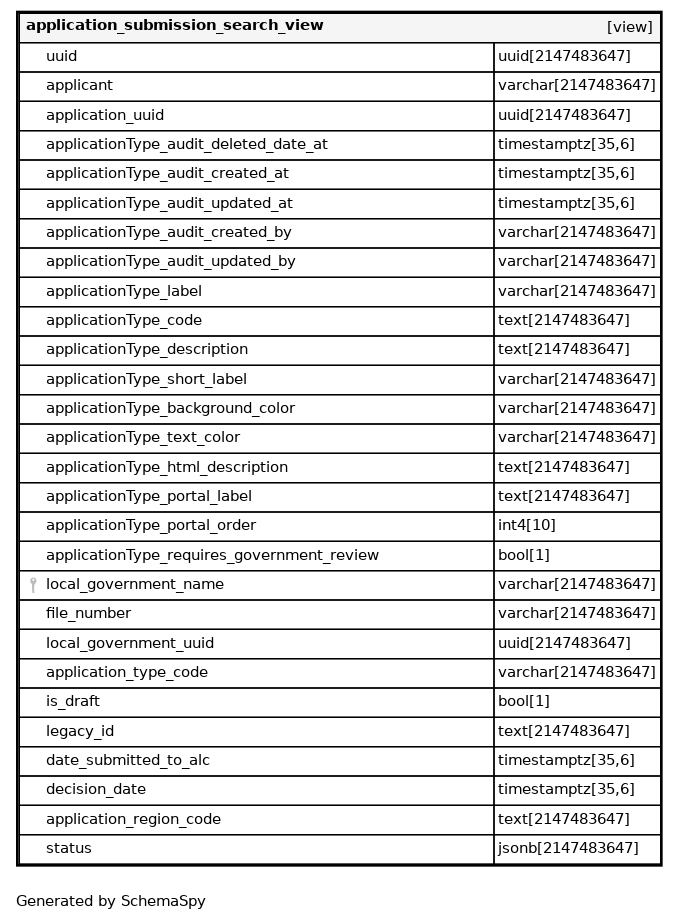 application_submission_search_view [view]
uuid uuid[2147483647]
applicant varchar[2147483647]
application_uuid uuid[2147483647]
applicationType_audit_deleted_date_at timestamptz[35,6]
applicationType_audit_created_at timestamptz[35,6]
applicationType_audit_updated_at timestamptz[35,6]
applicationType_audit_created_by varchar[2147483647]
applicationType_audit_updated_by varchar[2147483647]
applicationType_label varchar[2147483647]
applicationType_code text[2147483647]
applicationType_description text[2147483647]
applicationType_short_label varchar[2147483647]
applicationType_background_color varchar[2147483647]
applicationType_text_color varchar[2147483647]
applicationType_html_description text[2147483647]
applicationType_portal_label text[2147483647]
applicationType_portal_order int4[10]
applicationType_requires_government_review bool[1]
local_government_name varchar[2147483647]
file_number varchar[2147483647]
local_government_uuid uuid[2147483647]
application_type_code varchar[2147483647]
is_draft bool[1]
legacy_id text[2147483647]
date_submitted_to_alc timestamptz[35,6]
decision_date timestamptz[35,6]
application_region_code text[2147483647]
status jsonb[2147483647]
Generated by SchemaSpy